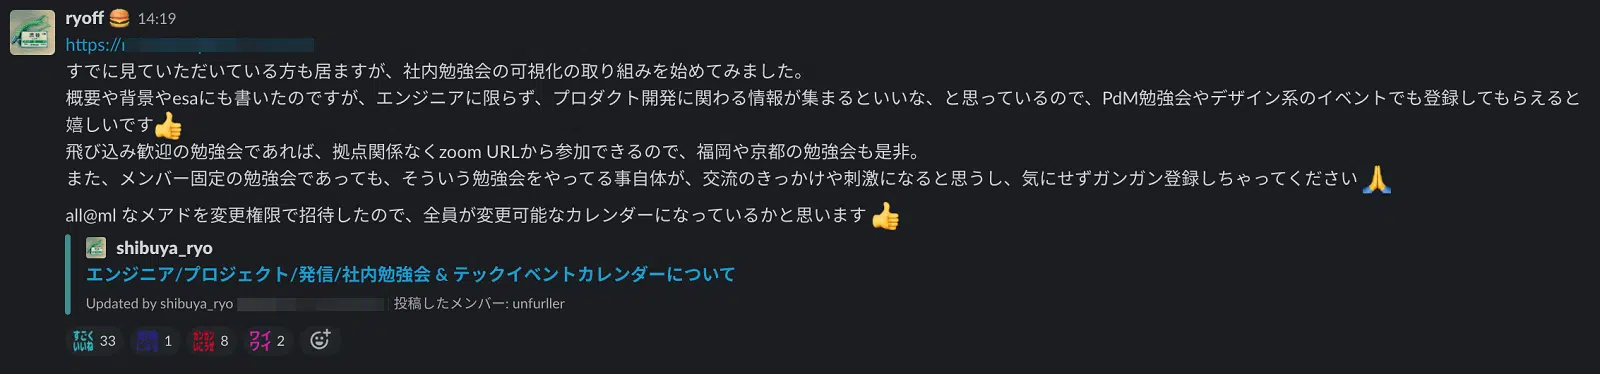 ryoff 🍔 14:19
https://
すでに見ていただいている方も居ますが、社内勉強会の可視化の取り組みを始めてみました。
概要や背景やesaにも書いたのですが、エンジニアに限らず、プロダクト開発に関わる情報が集まるといいな、と思っているので、PdM勉強会やデザイン系のイベントでも登録してもらえると
嬉しいです👍
飛び込み歓迎の勉強会であれば、拠点関係なくzoom URLから参加できるので、福岡や京都の勉強会も是非。
また、メンバー固定の勉強会であっても、そういう勉強会をやってる事自体が、交流のきっかけや刺激になると思うし、気にせずガンガン登録しちゃってください 🙏
all@ml なメアドを変更権限で招待したので、全員が変更可能なカレンダーになっているかと思います 👍
shibuya_ryo
エンジニア/プロジェクト/発信/社内勉強会 & テックイベントカレンダーについて
Updated by shibuya_ryo 投稿したメンバー: unfurller
すごくいいね 33 1 8 ワイワイ 2